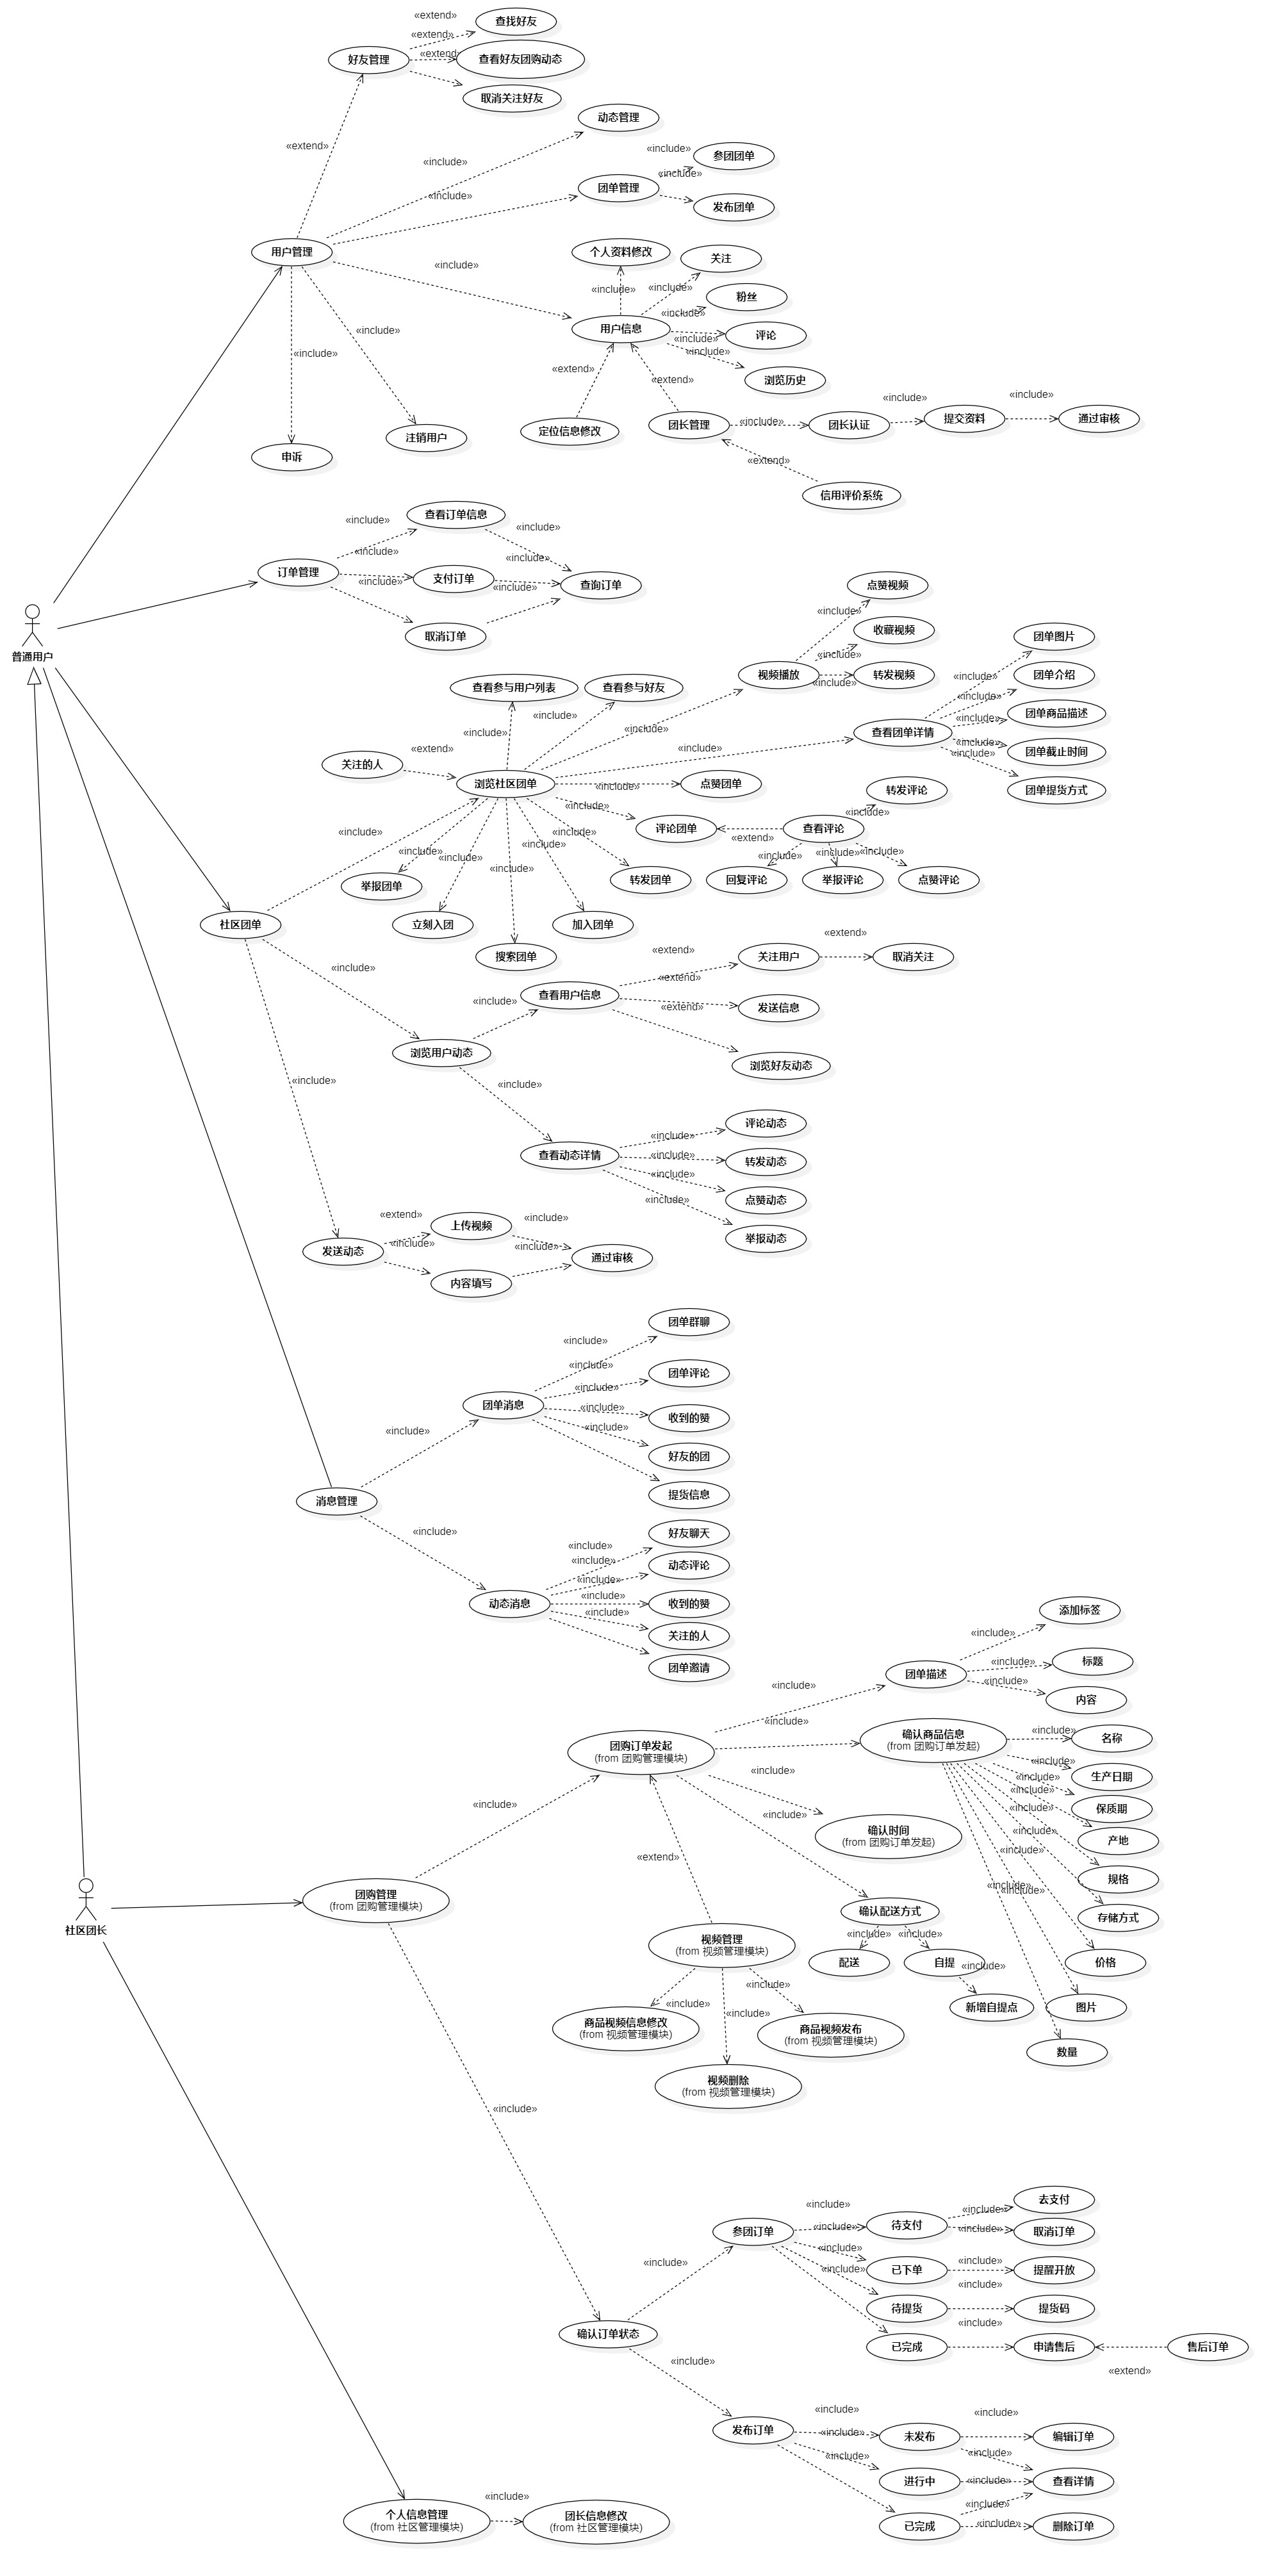 «extend»
查找好友
«extend»
好友管理
«extend»
查看好友团购动态
取消关注好友
动态管理
«extend»
«include»
«include»
参团团单
«include»
团单管理
«include»
发布团单
用户管理
«include»
个人资料修改
关注
«include»
«include»
粉丝
«include»
用户信息
«include»
评论
«include»
«include»
«include»
浏览历史
«extend»
«extend»
定位信息修改
团长管理
«include»
团长认证
«include»
提交资料
«include»
通过审核
注销用户
申诉
«extend»
信用评价系统
«include»
查看订单信息
«include»
«include»
«include»
订单管理
支付订单
查询订单
«include»
«include»
取消订单
点赞视频
«include»
普通用户
收藏视频
«include»
视频播放
转发视频
«include»
团单图片
«include»
团单介绍
«include»
团单商品描述
«include»
查看团单详情
«include»
团单截止时间
«include»
团单提货方式
查看参与用户列表
查看参与好友
«include»
«include»
«include»
«include»
«extend»
关注的人
浏览社区团单
«include»
点赞团单
«include»
评论团单
«extend»
查看评论
转发评论
«include»
«include»
«include»
«include»
«include»
«include»
«include»
«include»
«include»
«include»
举报团单
转发团单
回复评论
举报评论
点赞评论
社区团单
立刻入团
加入团单
搜索团单
«extend»
关注用户
«extend»
取消关注
«include»
«extend»
查看用户信息
«include»
«extend»
发送信息
浏览用户动态
浏览好友动态
«include»
«include»
评论动态
«include»
查看动态详情
«include»
转发动态
«include»
点赞动态
«include»
举报动态
«extend»
上传视频
«include»
发送动态
«include»
«include»
通过审核
内容填写
团单群聊
«include»
«include»
团单评论
«include»
团单消息
«include»
收到的赞
«include»
«include»
好友的团
提货信息
消息管理
«include»
好友聊天
«include»
«include»
动态评论
«include»
动态消息
«include»
收到的赞
«include»
关注的人
团单邀请
添加标签
«include»
«include»
标题
团单描述
«include»
内容
«include»
«include»
团购订单发起
(from 团购管理模块)
确认商品信息
(from 团购订单发起)
«include»
名称
«include»
生产日期
«include»
保质期
«include»
产地
«include»
规格
«include»
存储方式
«include»
价格
«include»
图片
«include»
数量
«include»
«include»
«include»
确认时间
(from 团购订单发起)
«extend»
社区团长
团购管理
(from 团购管理模块)
确认配送方式
«include»
«include»
视频管理
(from 视频管理模块)
配送
自提
«include»
新增自提点
«include»
«include»
«include»
商品视频信息修改
(from 视频管理模块)
商品视频发布
(from 视频管理模块)
视频删除
(from 视频管理模块)
«include»
«include»
待支付
«include»
去支付
«include»
参团订单
«include»
取消订单
«include»
«include»
已下单
«include»
提醒开放
«include»
«include»
待提货
«include»
提货码
确认订单状态
已完成
«include»
申请售后
«extend»
售后订单
«include»
发布订单
«include»
未发布
«include»
编辑订单
«include»
«include»
«include»
进行中
«include»
查看详情
«include»
已完成
«include»
删除订单
个人信息管理
(from 社区管理模块)
«include»
团长信息修改
(from 社区管理模块)